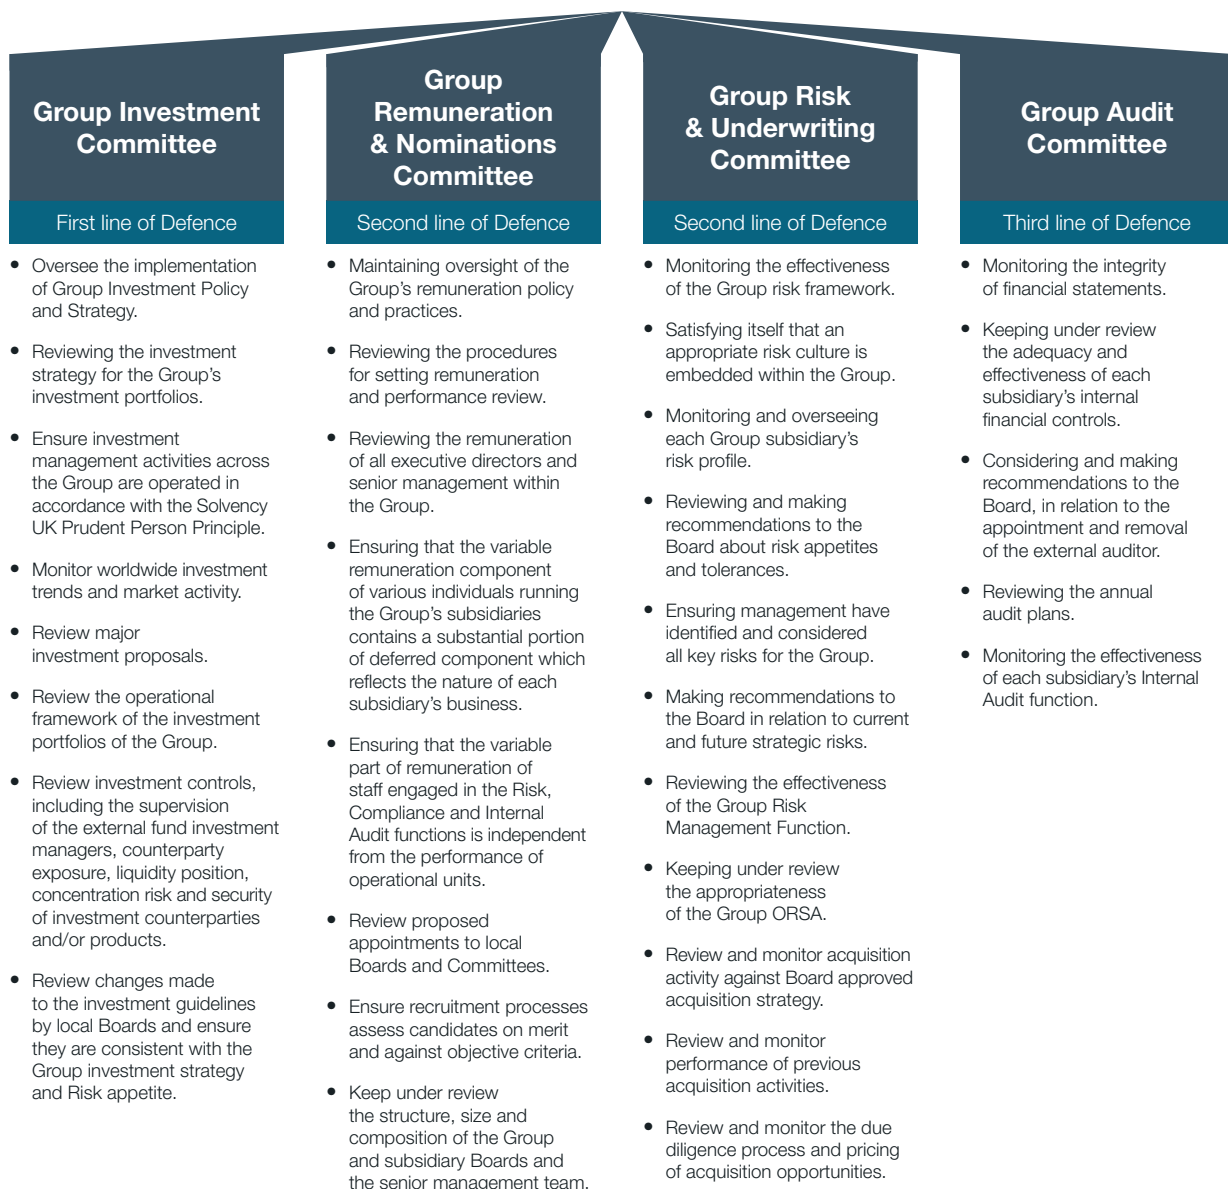 Group Investment
Committee
First line of Defence
• Oversee the implementation
of Group Investment Policy
and Strategy.
• Reviewing the investment
strategy for the Group's
investment portfolios.
• Ensure investment
management activities across
the Group are operated in
accordance with the Solvency
UK Prudent Person Principle.
• Monitor worldwide investment
trends and market activity.
• Review major
investment proposals.
• Review the operational
framework of the investment
portfolios of the Group.
• Review investment controls,
including the supervision
of the external fund investment
managers, counterparty
exposure, liquidity position,
concentration risk and security
of investment counterparties
and/or products.
• Review changes made
to the investment guidelines
by local Boards and ensure
they are consistent with the
Group investment strategy
and Risk appetite.
Group
Remuneration
& Nominations
Committee
Second line of Defence
• Maintaining oversight of the
Group's remuneration policy
and practices.
• Reviewing the procedures
for setting remuneration
and performance review.
• Reviewing the remuneration
of all executive directors and
senior management within
the Group.
• Ensuring that the variable
remuneration component
of various individuals running
the Group's subsidiaries
contains a substantial portion
of deferred component which
reflects the nature of each
subsidiary's business.
• Ensuring that the variable
part of remuneration of
staff engaged in the Risk,
Compliance and Internal
Audit functions is independent
from the performance of
operational units.
• Review proposed
appointments to local
Boards and Committees.
• Ensure recruitment processes
assess candidates on merit
and against objective criteria.
• Keep under review
the structure, size and
composition of the Group
and subsidiary Boards and
the senior management team.
Group Risk
& Underwriting
Committee
Second line of Defence
• Monitoring the effectiveness
of the Group risk framework.
• Satisfying itself that an
appropriate risk culture is
embedded within the Group.
• Monitoring and overseeing
each Group subsidiary's
risk profile.
• Reviewing and making
recommendations to the
Board about risk appetites
and tolerances.
• Ensuring management have
identified and considered
all key risks for the Group.
• Making recommendations to
the Board in relation to current
and future strategic risks.
• Reviewing the effectiveness
of the Group Risk
Management Function.
• Keeping under review
the appropriateness
of the Group ORSA.
• Review and monitor acquisition
activity against Board approved
acquisition strategy.
• Review and monitor
performance of previous
acquisition activities.
• Review and monitor the due
diligence process and pricing
of acquisition opportunities.
Group Audit
Committee
Third line of Defence
• Monitoring the integrity
of financial statements.
• Keeping under review
the adequacy and
effectiveness of each
subsidiary's internal
financial controls.
• Considering and making
recommendations to the
Board, in relation to the
appointment and removal
of the external auditor.
• Reviewing the annual
audit plans.
• Monitoring the effectiveness
of each subsidiary's Internal
Audit function.